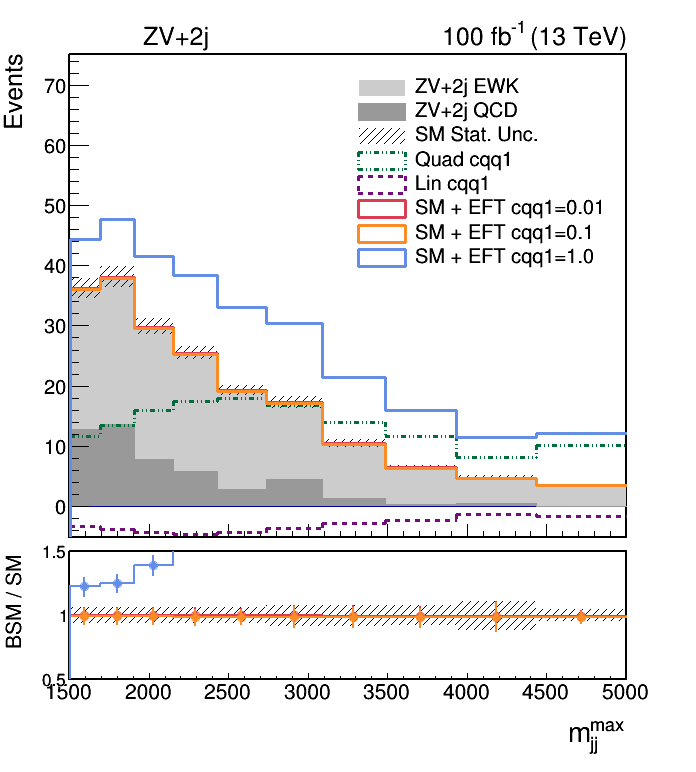 ZV+2j 100 fb⁻¹ (13 TeV)
Events
70
60
50
40
30
20
10
0
ZV+2j EWK
ZV+2j QCD
SM Stat. Unc.
Quad cqq1
Lin cqq1
SM + EFT cqq1=0.01
SM + EFT cqq1=0.1
SM + EFT cqq1=1.0
BSM / SM
1.5
1
0.5
1500 2000 2500 3000 3500 4000 4500 5000
m_jj^max